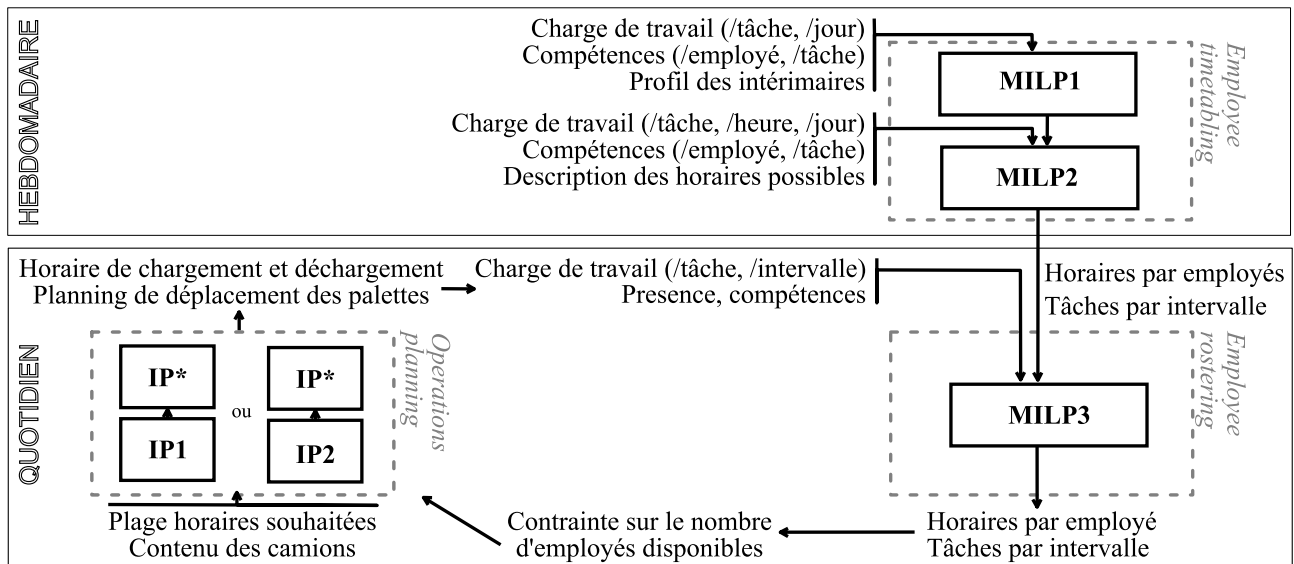 HEBDOMADAIRE
Charge de travail (/tâche, /jour)
Compétences (/employé, /tâche)
Profil des intérimaires
MILP1
Charge de travail (/tâche, /heure, /jour)
Compétences (/employé, /tâche)
Description des horaires possibles
MILP2
Employee
timetabling
QUOTIDIEN
Horaire de chargement et déchargement
Planning de déplacement des palettes
Charge de travail (/tâche, /intervalle)
Presence, compétences
Horaires par employés
Tâches par intervalle
IP*
IP1
ou
IP*
IP2
Operations
planning
MILP3
Employee
rostering
Plage horaires souhaitées
Contenu des camions
Contrainte sur le nombre
d'employés disponibles
Horaires par employé
Tâches par intervalle